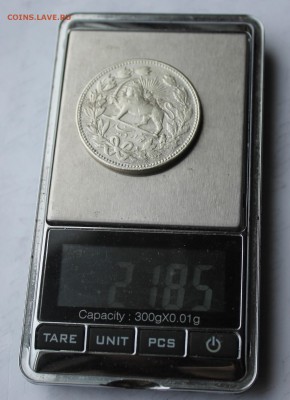 COINS.LAVE.RU
2185
Capacity : 300gX0.01g
TARE UNIT PCS